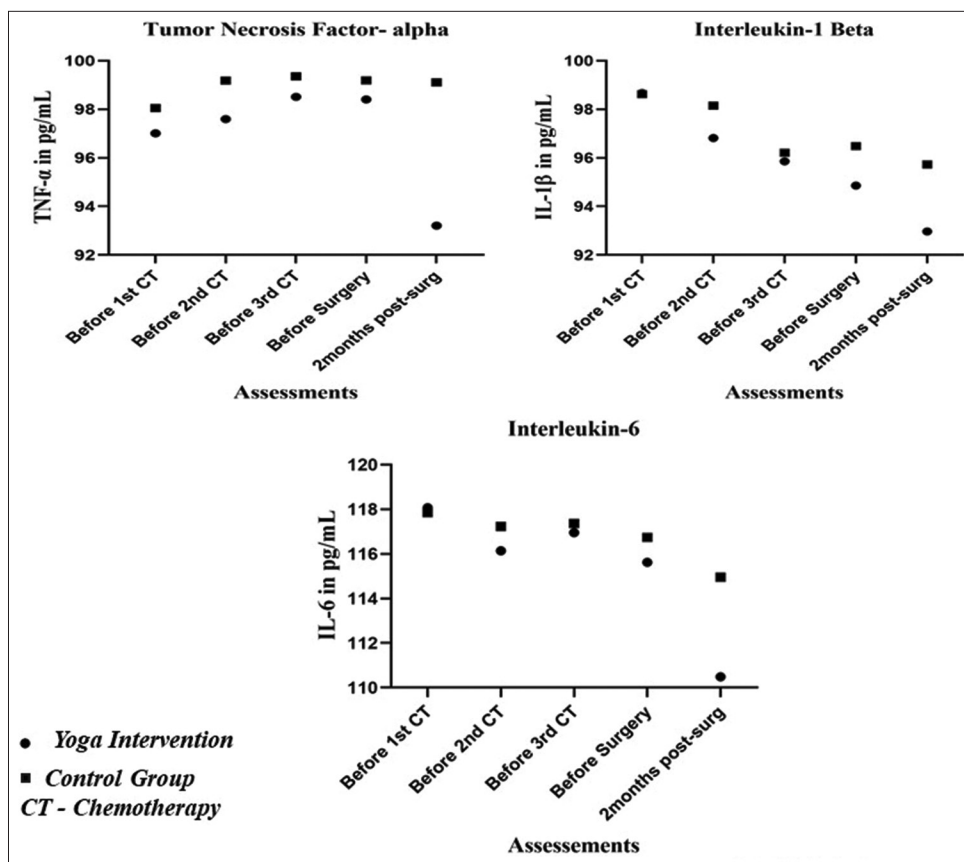 Tumor Necrosis Factor- alpha
TNF-α in pg/mL
100
98
96
94
92
Before 1st CT
Before 2nd CT
Before 3rd CT
Before Surgery
2months post-surg
Assessments
Interleukin-1 Beta
IL-1β in pg/mL
100
98
96
94
92
Before 1st CT
Before 2nd CT
Before 3rd CT
Before Surgery
2months post-surg
Assessments
Interleukin-6
IL-6 in pg/mL
120
118
116
114
112
110
Before 1st CT
Before 2nd CT
Before 3rd CT
Before Surgery
2months post-surg
Assessements
Yoga Intervention
Control Group
CT - Chemotherapy